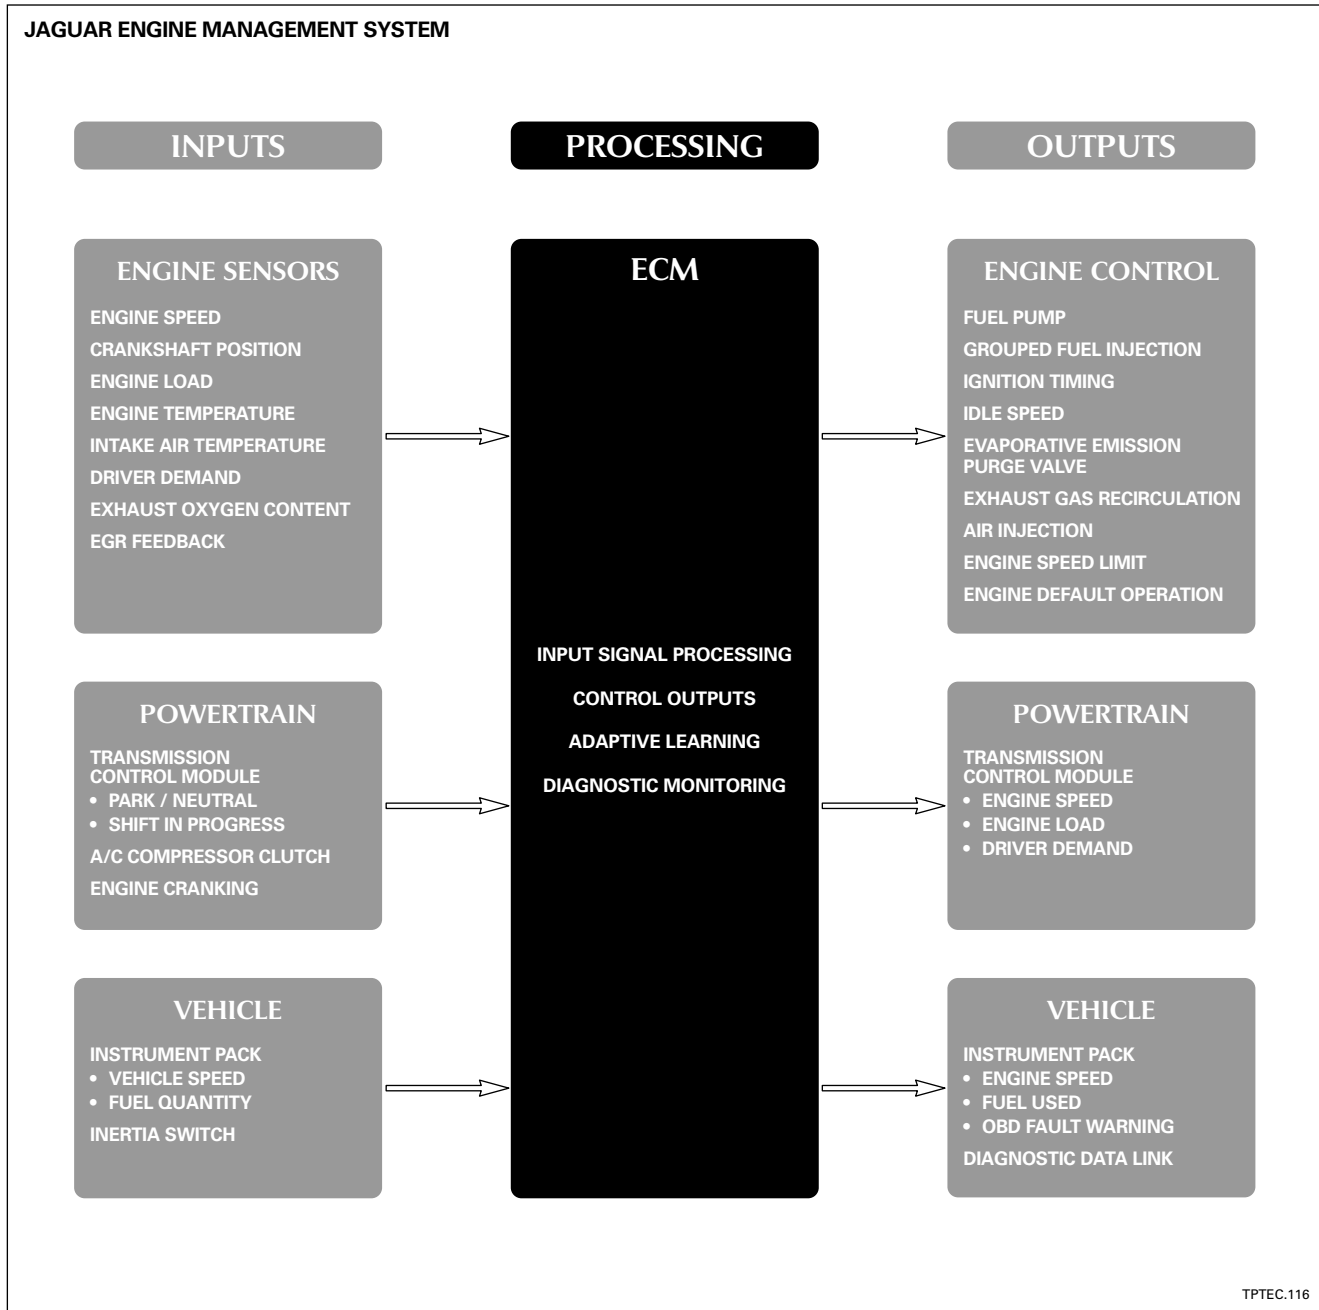 JAGUAR ENGINE MANAGEMENT SYSTEM
INPUTS
PROCESSING
OUTPUTS
ENGINE SENSORS
ENGINE SPEED
CRANKSHAFT POSITION
ENGINE LOAD
ENGINE TEMPERATURE
INTAKE AIR TEMPERATURE
DRIVER DEMAND
EXHAUST OXYGEN CONTENT
EGR FEEDBACK
POWERTRAIN
TRANSMISSION
CONTROL MODULE
• PARK / NEUTRAL
• SHIFT IN PROGRESS
A/C COMPRESSOR CLUTCH
ENGINE CRANKING
VEHICLE
INSTRUMENT PACK
• VEHICLE SPEED
• FUEL QUANTITY
INERTIA SWITCH
ECM
INPUT SIGNAL PROCESSING
CONTROL OUTPUTS
ADAPTIVE LEARNING
DIAGNOSTIC MONITORING
ENGINE CONTROL
FUEL PUMP
GROUPED FUEL INJECTION
IGNITION TIMING
IDLE SPEED
EVAPORATIVE EMISSION
PURGE VALVE
EXHAUST GAS RECIRCULATION
AIR INJECTION
ENGINE SPEED LIMIT
ENGINE DEFAULT OPERATION
POWERTRAIN
TRANSMISSION
CONTROL MODULE
• ENGINE SPEED
• ENGINE LOAD
• DRIVER DEMAND
VEHICLE
INSTRUMENT PACK
• ENGINE SPEED
• FUEL USED
• OBD FAULT WARNING
DIAGNOSTIC DATA LINK
TPTEC.116